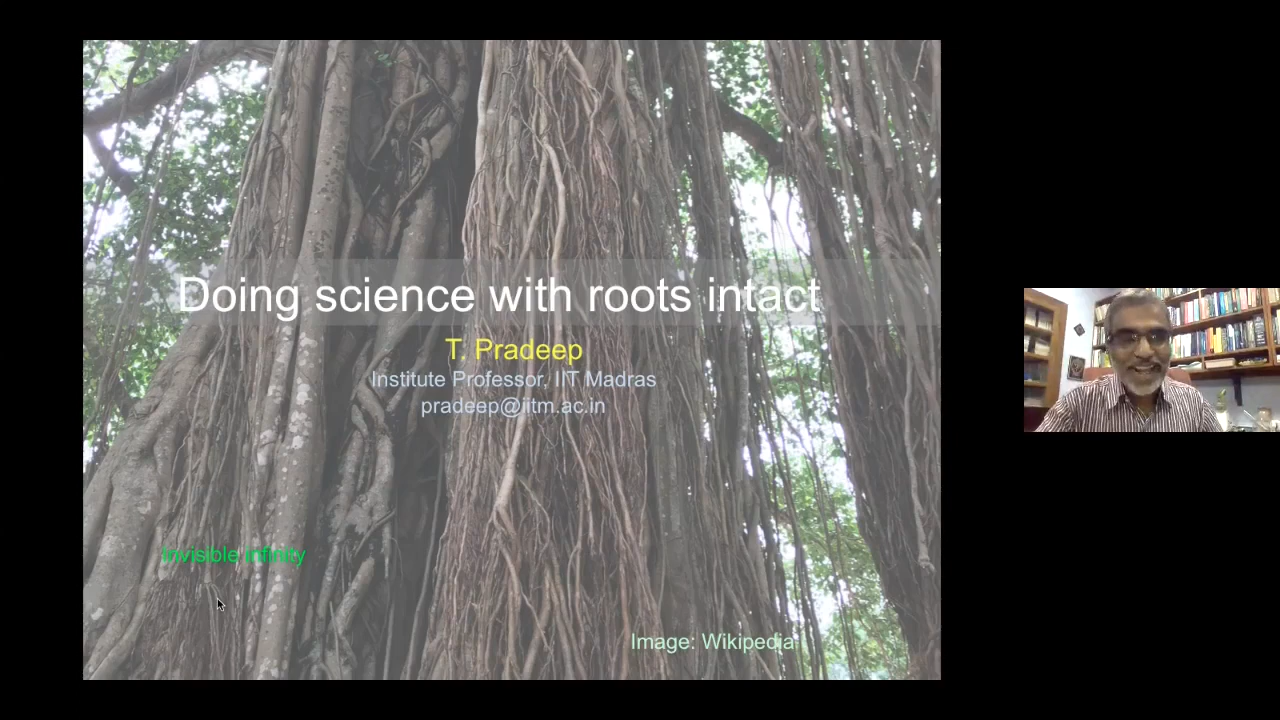 Doing science with roots intact
T. Pradeep
Institute Professor, IIT Madras
pradeep@iitm.ac.in
Invisible infinity
Image: Wikipedia